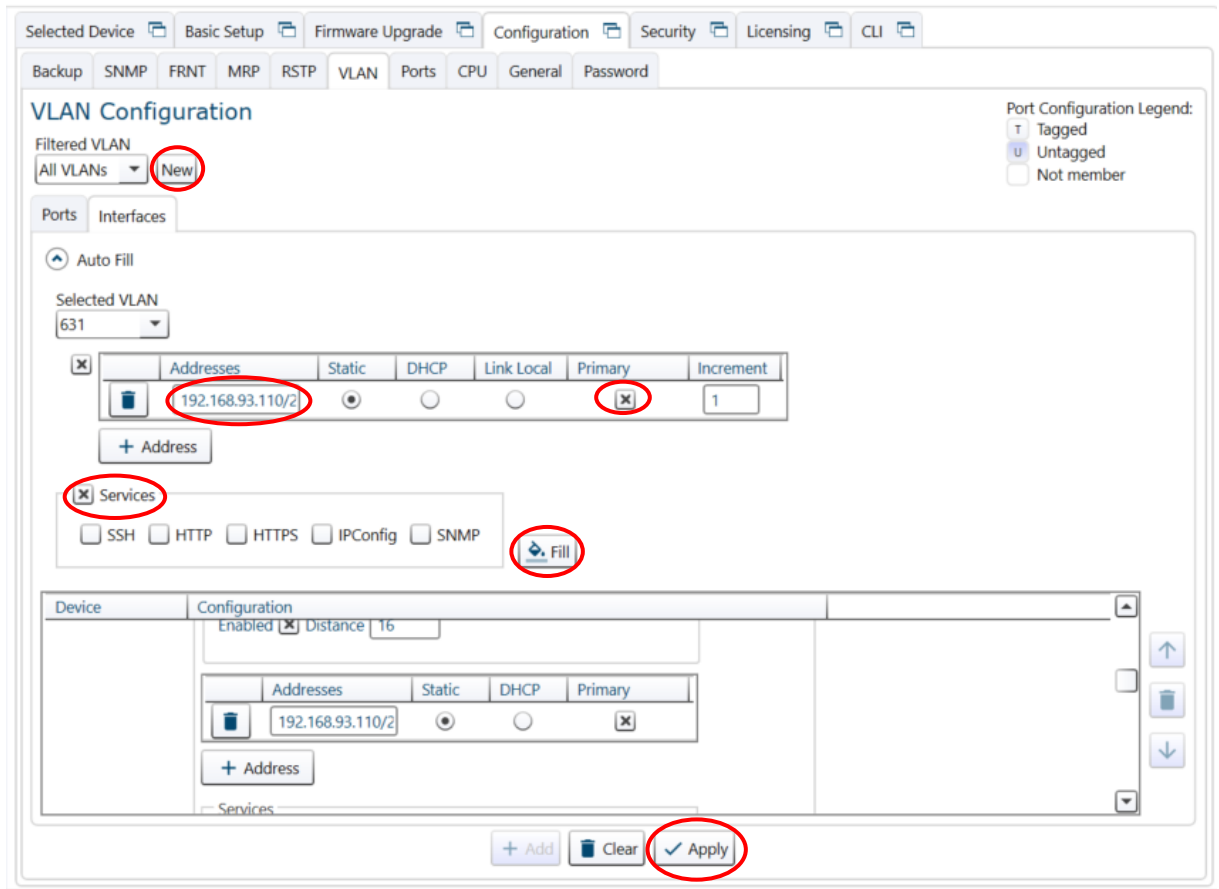 Selected Device Basic Setup Firmware Upgrade Configuration Security Licensing CLI
Backup SNMP FRNT MRP RSTP VLAN Ports CPU General Password
VLAN Configuration
Port Configuration Legend:
T Tagged
U Untagged
Not member
Filtered VLAN
All VLANs New
Ports Interfaces
Auto Fill
Selected VLAN
631
Addresses Static DHCP Link Local Primary Increment
192.168.93.110/2 1
+ Address
Services
SSH HTTP HTTPS IPConfig SNMP
Fill
Device Configuration
Enabled Distance 16
Addresses Static DHCP Primary
192.168.93.110/2
+ Address
Services
+ Add Clear Apply